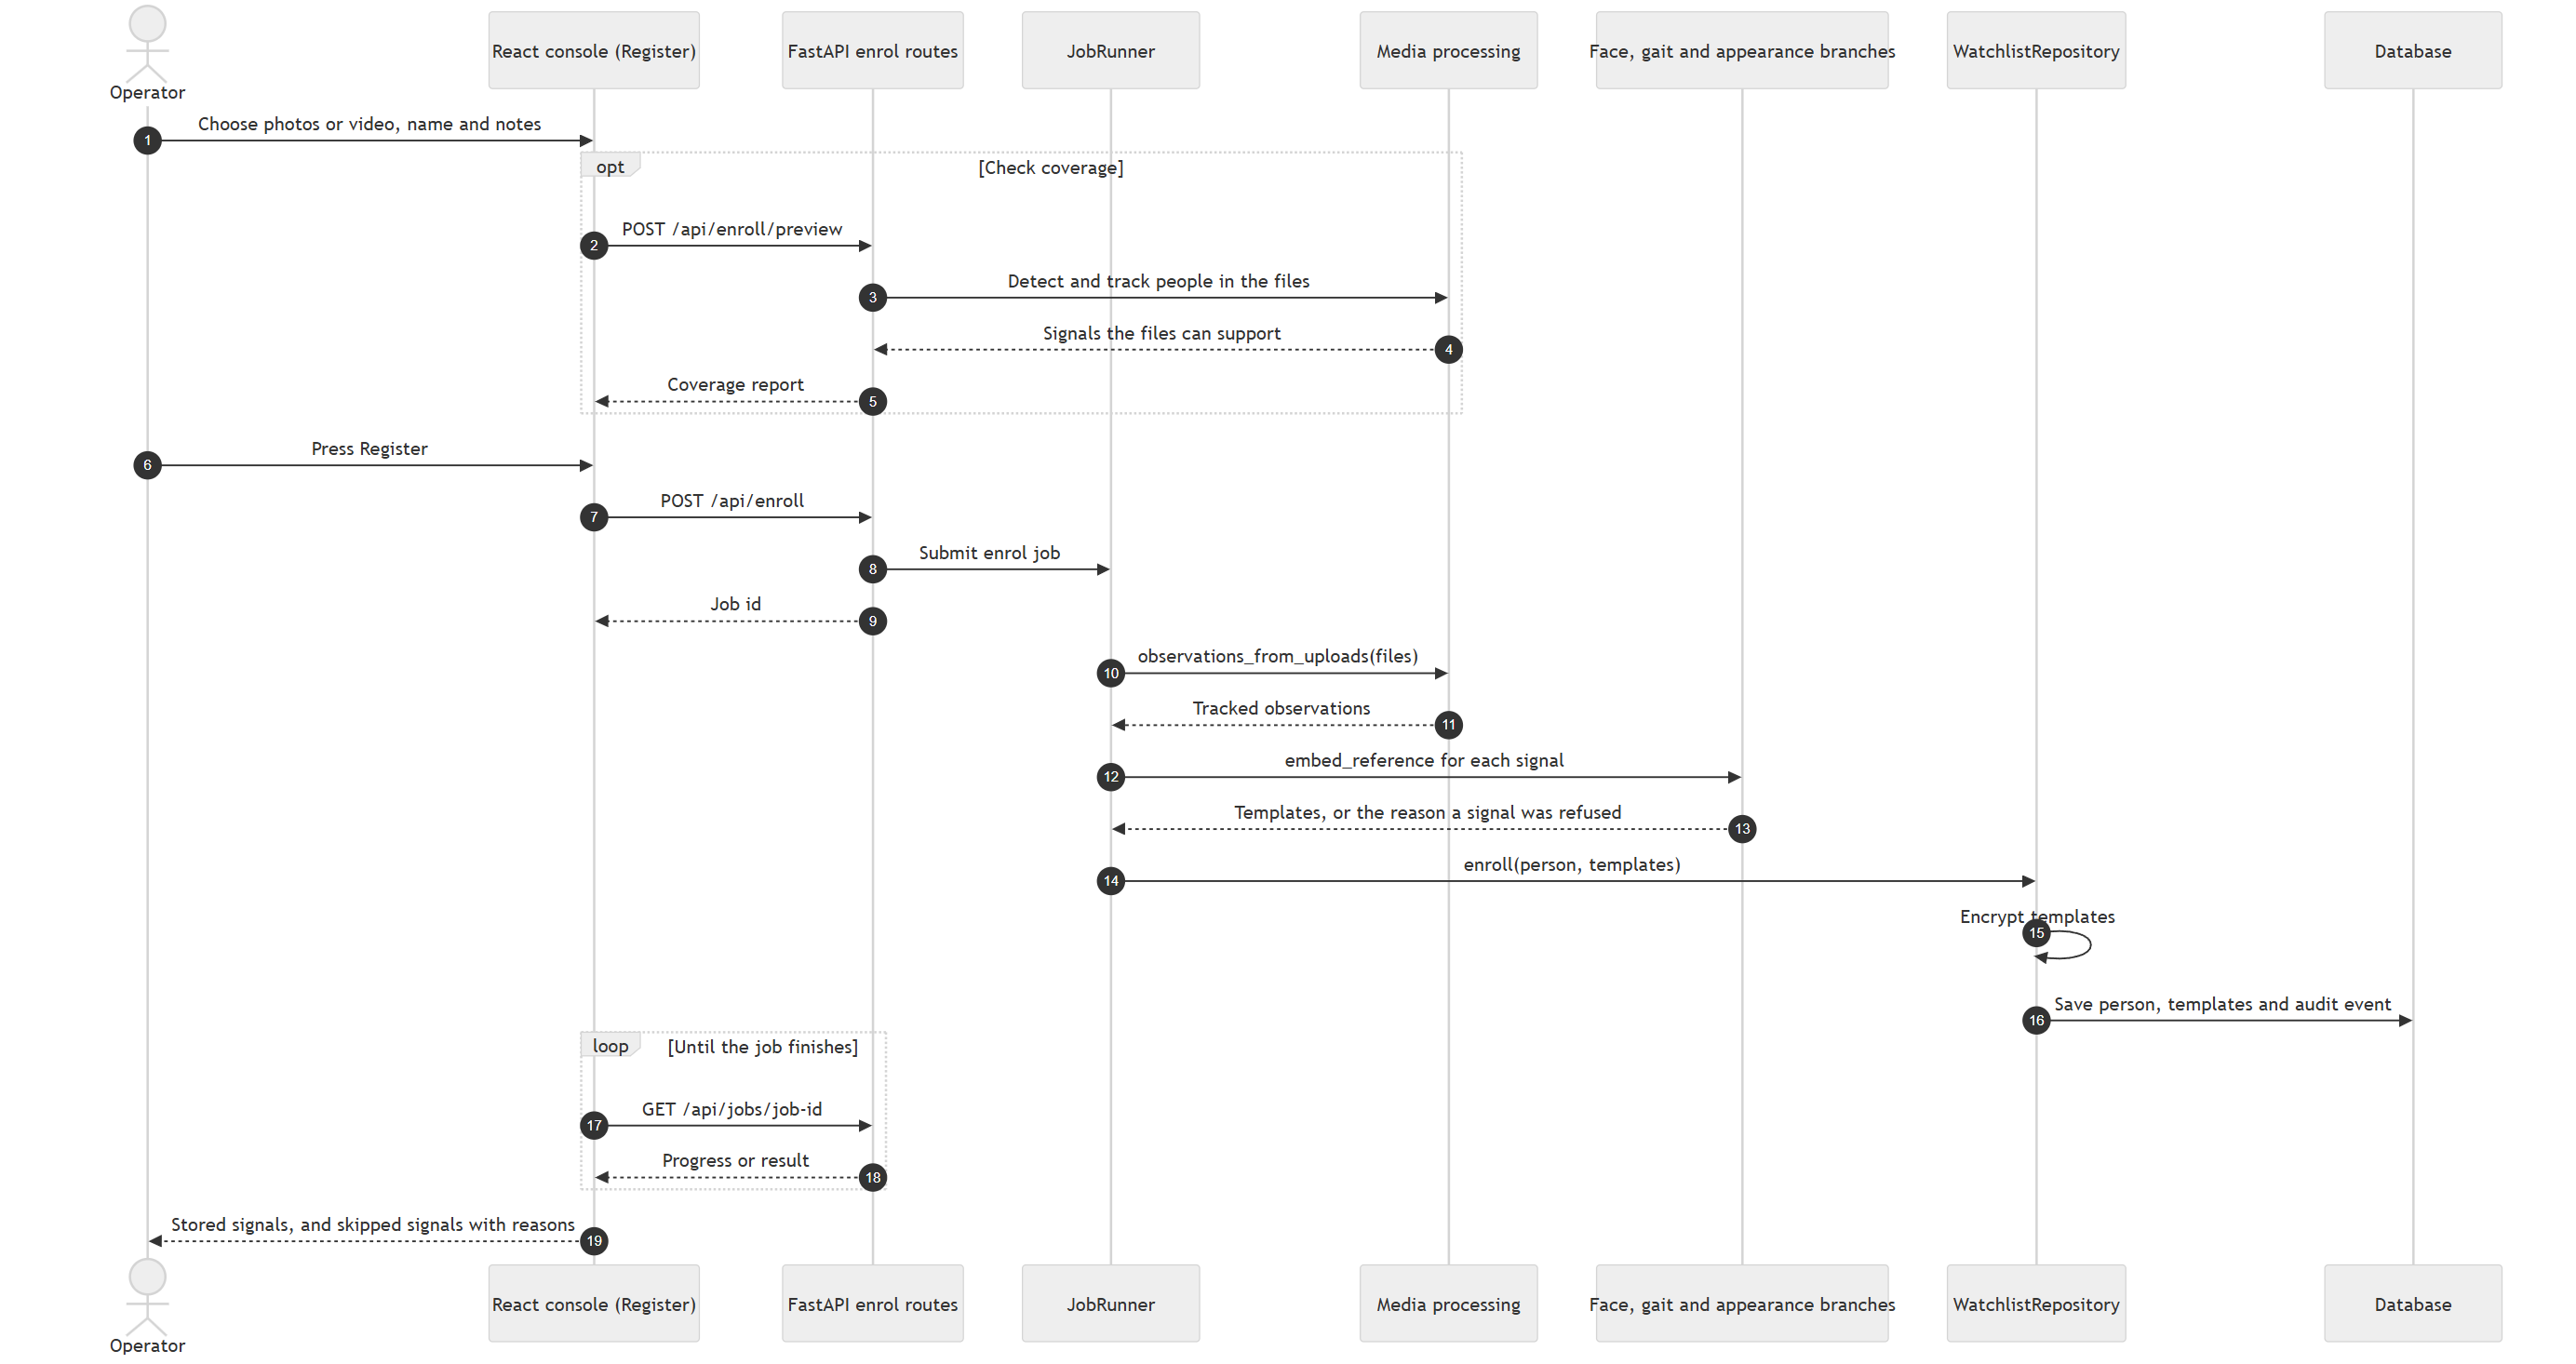 React console (Register)
FastAPI enrol routes
JobRunner
Media processing
Face, gait and appearance branches
WatchlistRepository
Database
Operator
Choose photos or video, name and notes
1
opt
[Check coverage]
POST /api/enroll/preview
2
Detect and track people in the files
3
Signals the files can support
4
Coverage report
5
Press Register
6
POST /api/enroll
7
Submit enrol job
8
Job id
9
observations_from_uploads(files)
10
Tracked observations
11
embed_reference for each signal
12
Templates, or the reason a signal was refused
13
enroll(person, templates)
14
Encrypt templates
15
Save person, templates and audit event
16
loop
[Until the job finishes]
GET /api/jobs/job-id
17
Progress or result
18
Stored signals, and skipped signals with reasons
19
React console (Register)
FastAPI enrol routes
JobRunner
Media processing
Face, gait and appearance branches
WatchlistRepository
Database
Operator